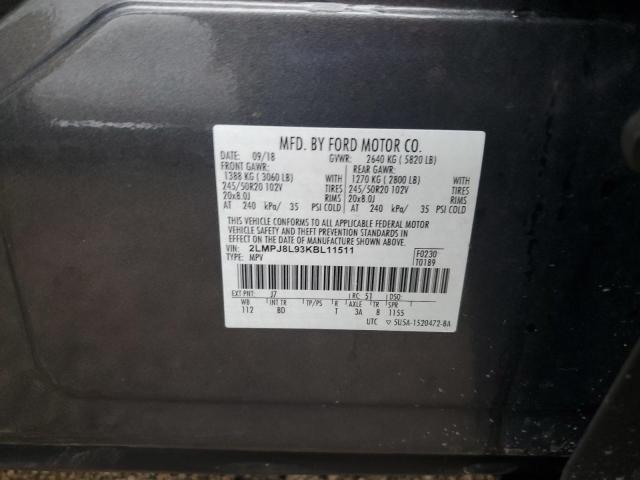 MFD. BY FORD MOTOR CO.
DATE: 09/18 GVWR: 2640 KG ( 5820 LB)
FRONT GAWR: REAR GAWR:
1388 KG ( 3060 LB) WITH 1270 KG ( 2800 LB) WITH
245/50R20 102V TIRES 245/50R20 102V TIRES
20x8.0J RIMS 20x8.0J RIMS
AT 240 kPa/ 35 PSI COLD AT 240 kPa/ 35 PSI COLD
THIS VEHICLE CONFORMS TO ALL APPLICABLE FEDERAL MOTOR
VEHICLE SAFETY AND THEFT PREVENTION STANDARDS IN EFFECT
ON THE DATE OF MANUFACTURE SHOWN ABOVE.
VIN: 2LMPJ8L93KBL11511 F0230
TYPE: MPV T0189
EXT PNT: J7 RC: 51 DSO:
WB INT TR TP/PS R AXLE TR SPR
112 BD T 3A 8 1155
UTC ▽ 5U5A-1520472-BA